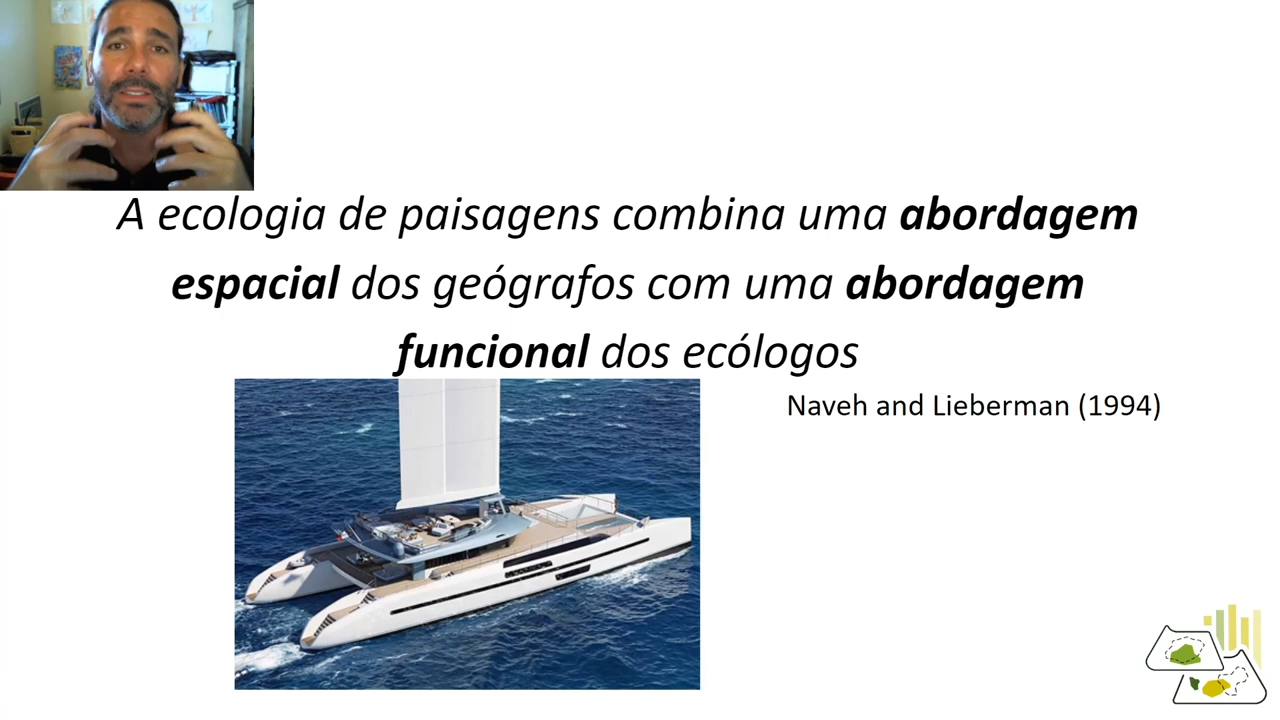 A ecologia de paisagens combina uma abordagem
espacial dos geógrafos com uma abordagem
funcional dos ecólogos
Naveh and Lieberman (1994)